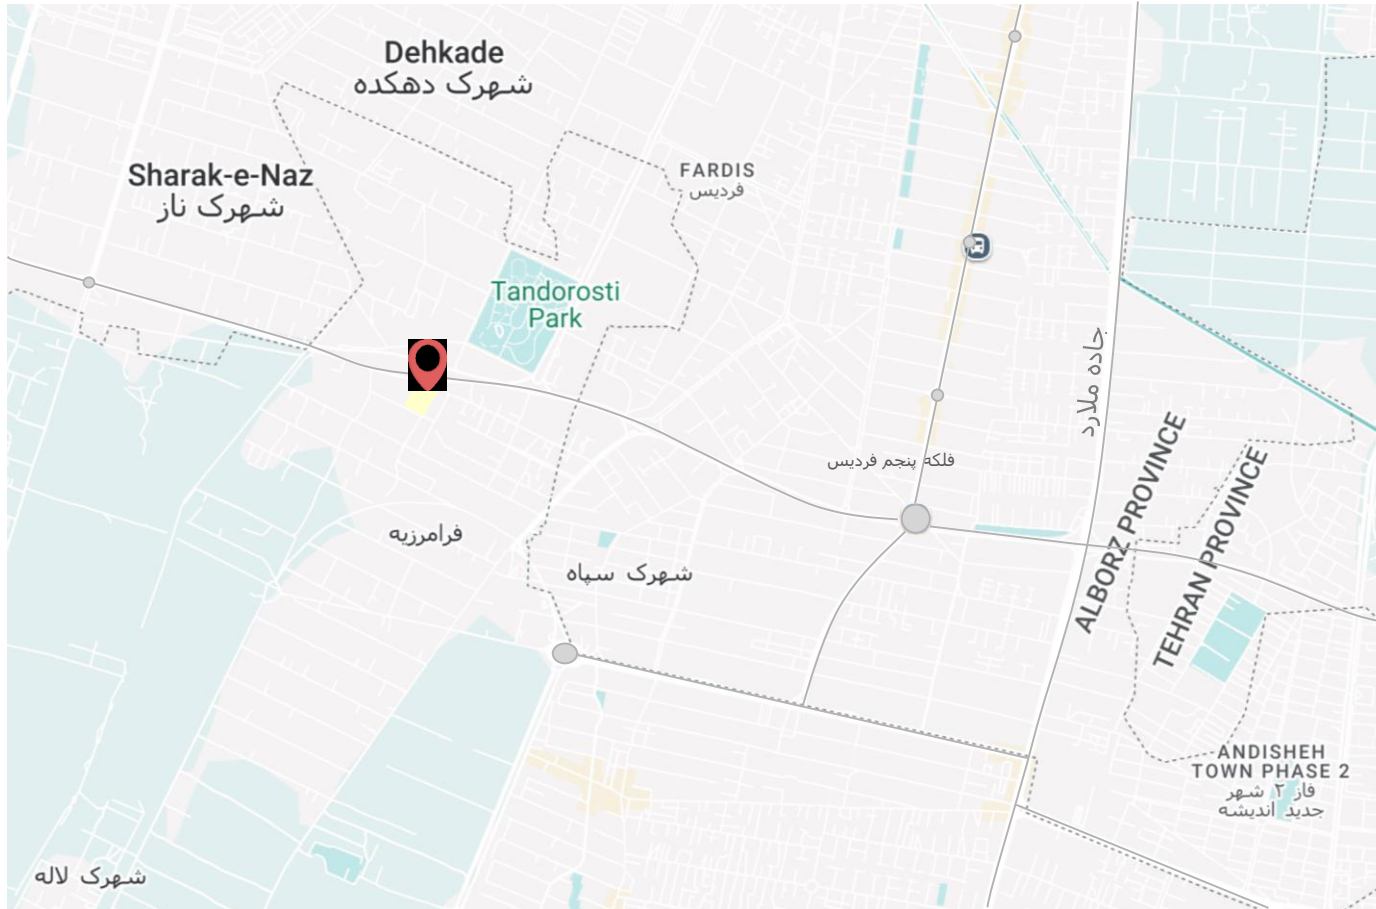 Dehkade
شهرک دهکده
Sharak-e-Naz
شهرک ناز
FARDIS
فردیس
Tandorosti
Park
جاده ملارد
فلکه پنجم فردیس
ALBORZ PROVINCE
TEHRAN PROVINCE
فرامرزیه
شهرک سپاه
ANDISHEH
TOWN PHASE 2
فاز ۲ شهر
جدید اندیشه
شهرک لاله